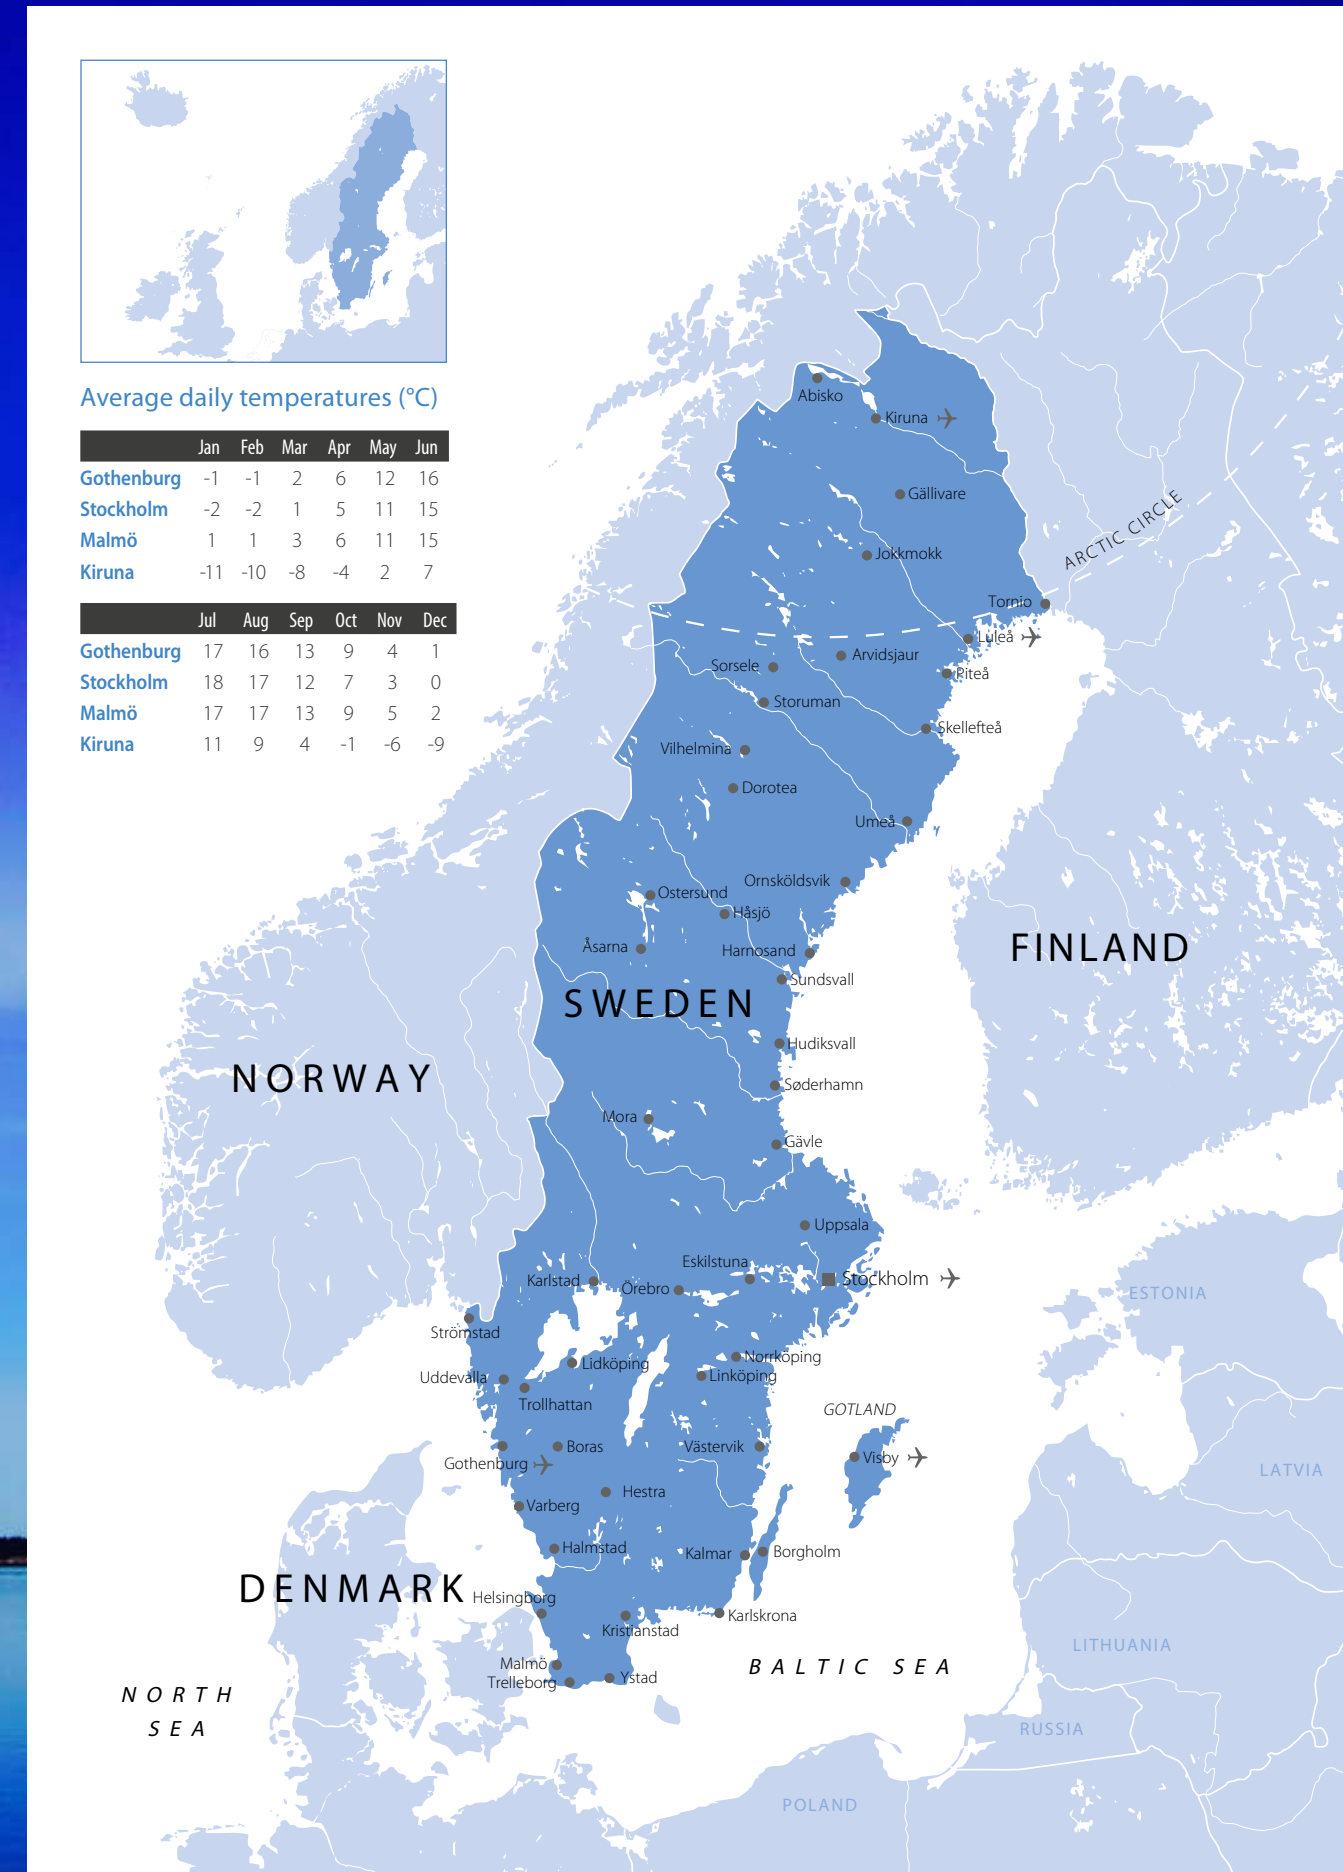 Average daily temperatures (°C)
Jan Feb Mar Apr May Jun
Gothenburg -1 -1 2 6 12 16
Stockholm -2 -2 1 5 11 15
Malmö 1 1 3 6 11 15
Kiruna -11 -10 -8 -4 2 7
Jul Aug Sep Oct Nov Dec
Gothenburg 17 16 13 9 4 1
Stockholm 18 17 12 7 3 0
Malmö 17 17 13 9 5 2
Kiruna 11 9 4 -1 -6 -9
Abisko
Kiruna
Gällivare
ARCTIC CIRCLE
Jokkmokk
Tornio
Luleå
Arvidsjaur
Sorsele
Piteå
Storuman
Skellefteå
Vilhelmina
Dorotea
Umeå
Ornsköldsvik
Ostersund
Håsjö
Åsarna
Harnosand
FINLAND
Sundsvall
SWEDEN
Hudiksvall
NORWAY
Søderhamn
Mora
Gävle
Uppsala
Eskilstuna
Stockholm
Karlstad
Örebro
ESTONIA
Strömstad
Norrköping
Lidköping
Linköping
Uddevalla
Trollhattan
GOTLAND
Boras
Västervik
Visby
Gothenburg
LATVIA
Hestra
Varberg
Halmstad
Kalmar
Borgholm
DENMARK
Helsingborg
Karlskrona
Kristianstad
LITHUANIA
Malmö
BALTIC SEA
Trelleborg
Ystad
NORTH
SEA
RUSSIA
POLAND